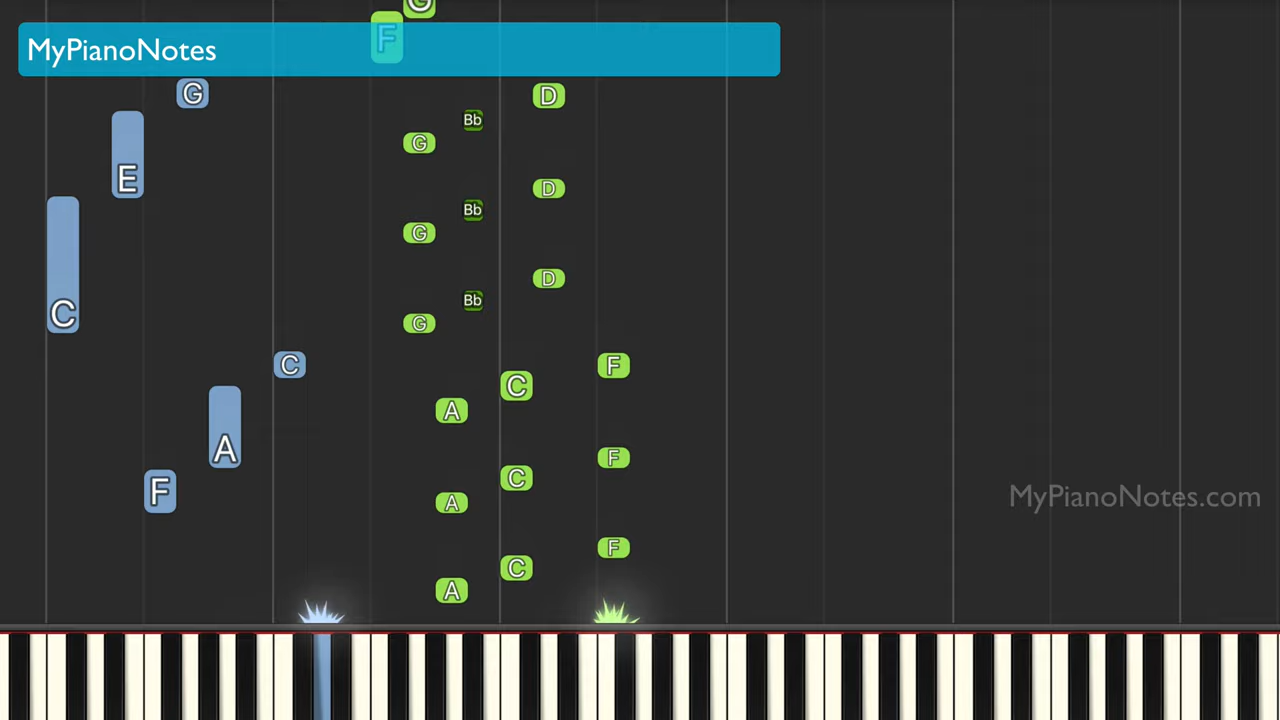 G
F
MyPianoNotes
G D
Bb
G
E D
Bb
G
D
Bb
C G
C F
C
A
A F
C
F A MyPianoNotes.com
F
C
A